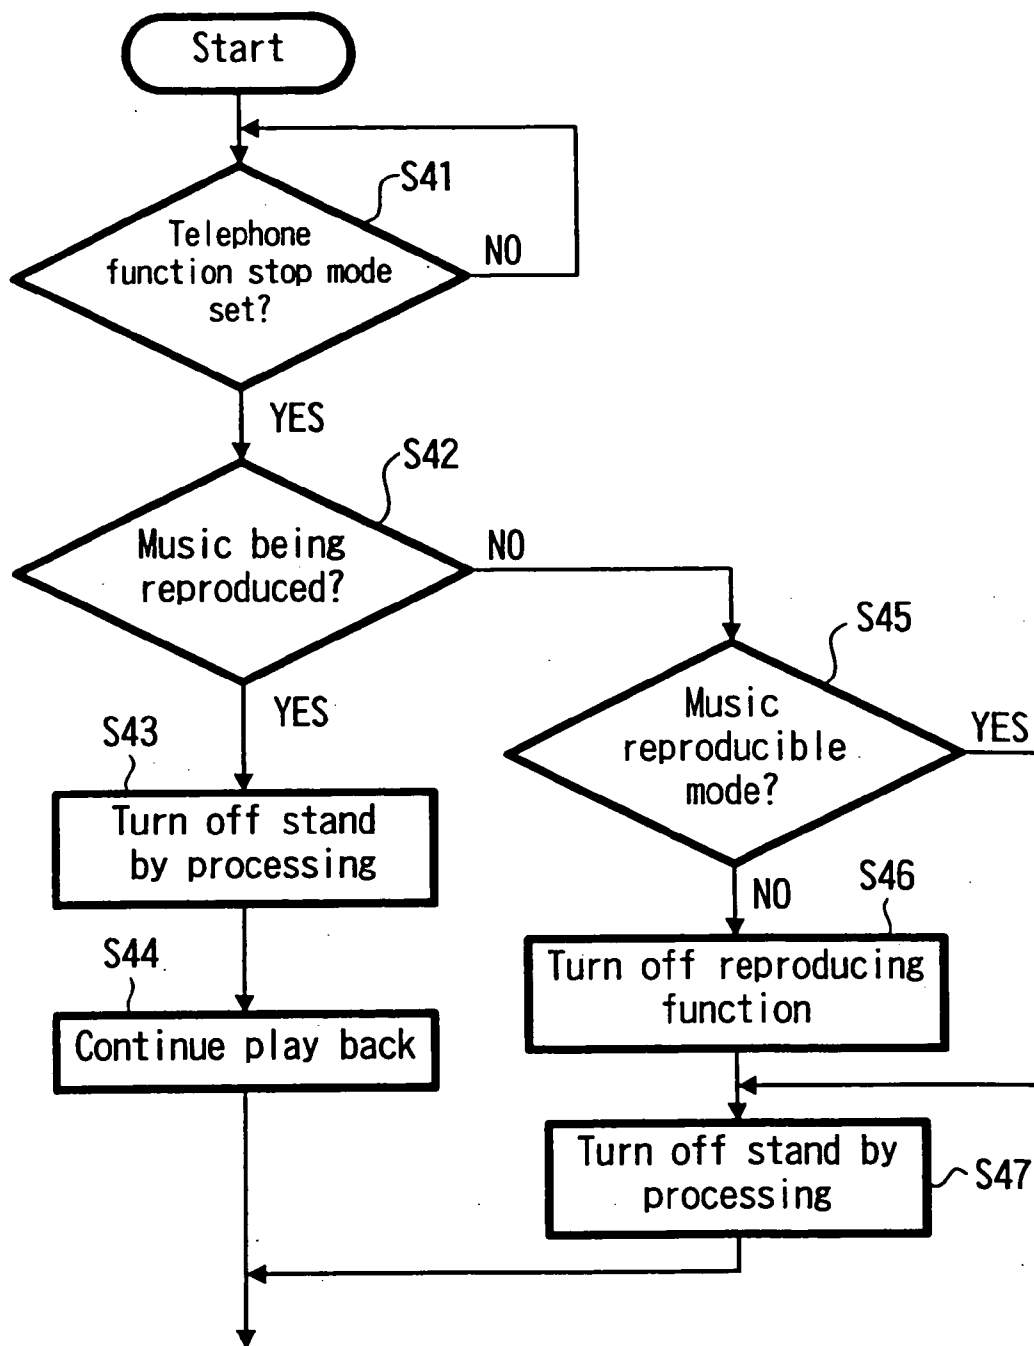 Start
S41
Telephone
function stop mode
set?
NO
YES
S42
Music being
reproduced?
NO
YES
S45
Music
reproducible
mode?
YES
NO
S43
Turn off stand
by processing
S44
Continue play back
S46
Turn off reproducing
function
Turn off stand by
processing
S47